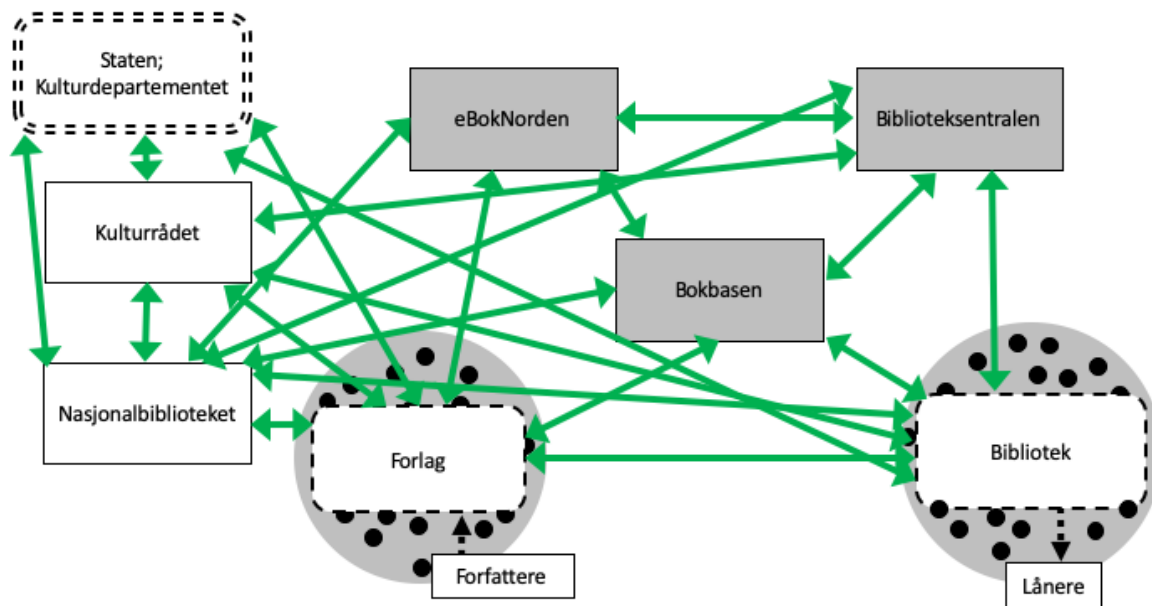 Staten;
Kulturdepartementet
eBokNorden
Biblioteksentralen
Kulturrådet
Bokbasen
Nasjonalbiblioteket
Forlag
Bibliotek
Forfattere
Lånere